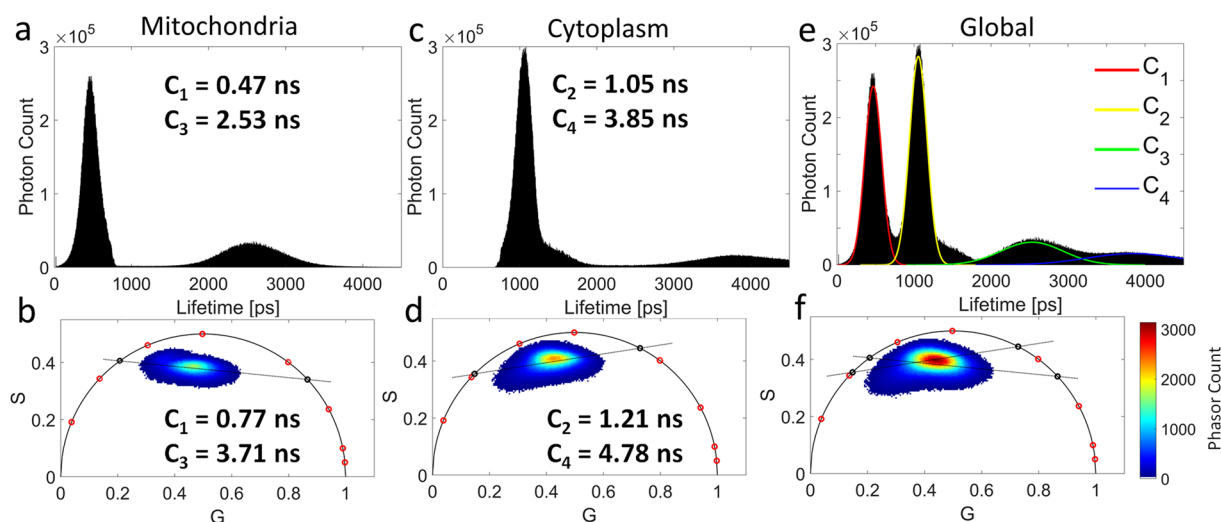 a Mitochondria
×10⁵
3
2
1
0
Photon Count
C₁ = 0.47 ns
C₃ = 2.53 ns
0 1000 2000 3000 4000
Lifetime [ps]
c Cytoplasm
×10⁵
3
2
1
0
Photon Count
C₂ = 1.05 ns
C₄ = 3.85 ns
0 1000 2000 3000 4000
Lifetime [ps]
e Global
×10⁵
3
2
1
0
Photon Count
C₁
C₂
C₃
C₄
0 1000 2000 3000 4000
Lifetime [ps]
b
S
0.4
0.2
0
C₁ = 0.77 ns
C₃ = 3.71 ns
0 0.2 0.4 0.6 0.8 1
G
d
S
0.4
0.2
0
C₂ = 1.21 ns
C₄ = 4.78 ns
0 0.2 0.4 0.6 0.8 1
G
f
S
0.4
0.2
0
0 0.2 0.4 0.6 0.8 1
G
3000
2000
1000
0
Phasor Count